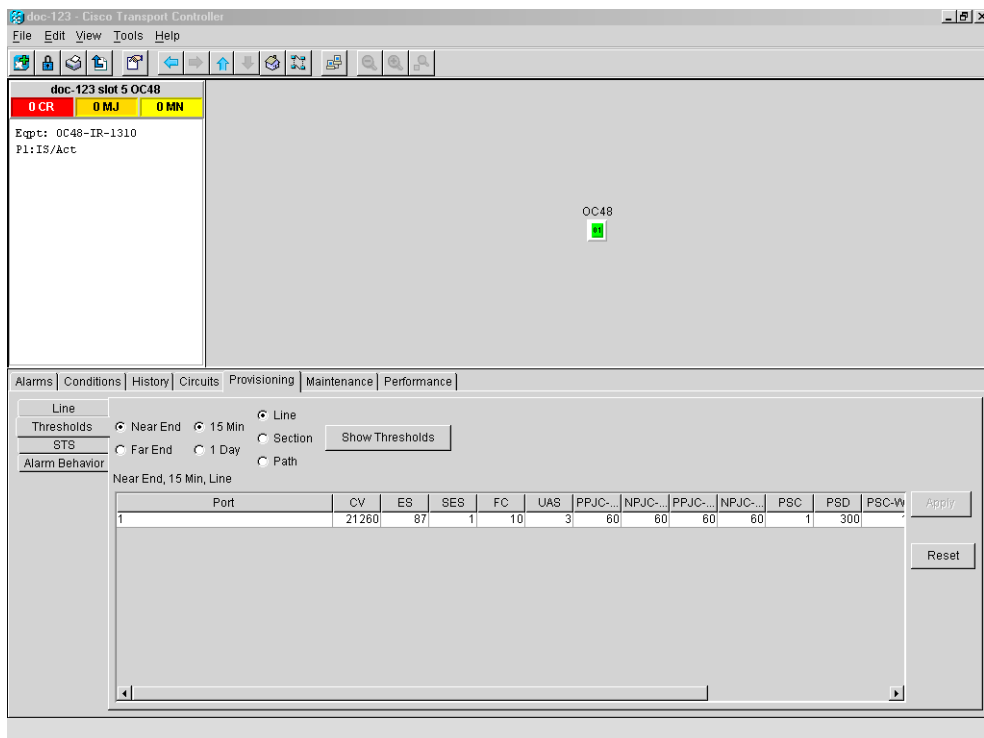 doc-123 - Cisco Transport Controller
File Edit View Tools Help
doc-123 slot 5 OC48
0 CR 0 MJ 0 MN
Eqpt: OC48-IR-1310
Pl:IS/Act
OC48
01
Alarms Conditions History Circuits Provisioning Maintenance Performance
Line
Thresholds
STS
Alarm Behavior
Near End 15 Min Line
Far End 1 Day Section
Path
Show Thresholds
Near End, 15 Min, Line
Port CV ES SES FC UAS PPJC-... NPJC-... PPJC-... NPJC-... PSC PSD PSC-W
1 21260 87 1 10 3 60 60 60 60 1 300
Apply
Reset